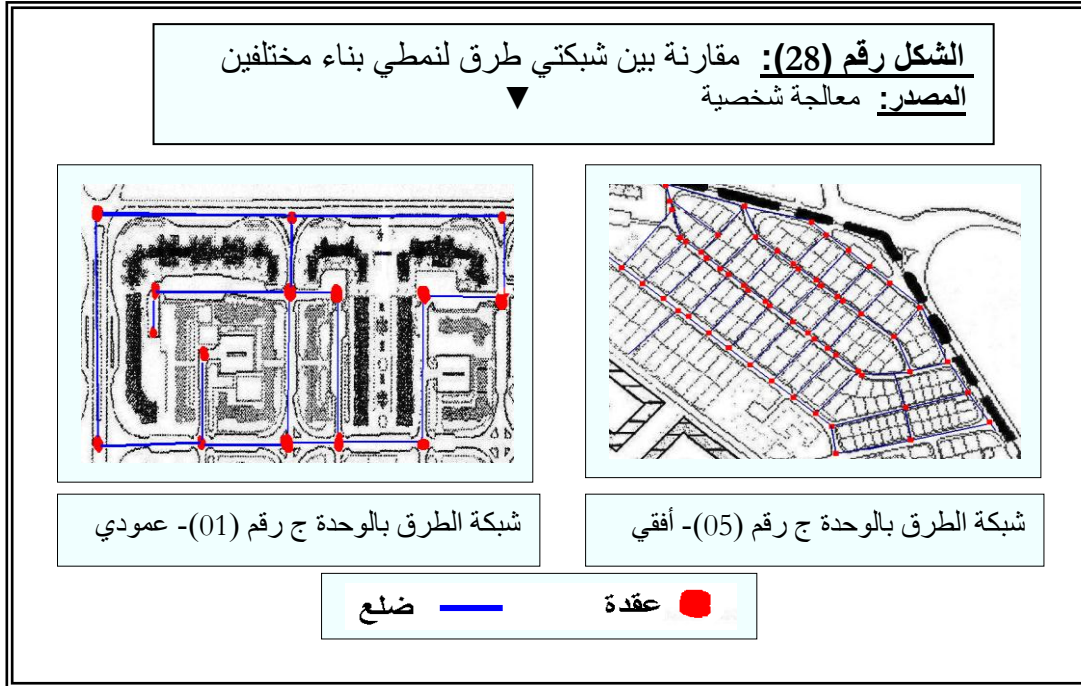 الشكل رقم (28): مقارنة بين شبكتي طرق لنمطي بناء مختلفين
المصدر: معالجة شخصية ▼
شبكة الطرق بالوحدة ج رقم (05)- أفقي
شبكة الطرق بالوحدة ج رقم (01)- عمودي
عقدة
ضلع